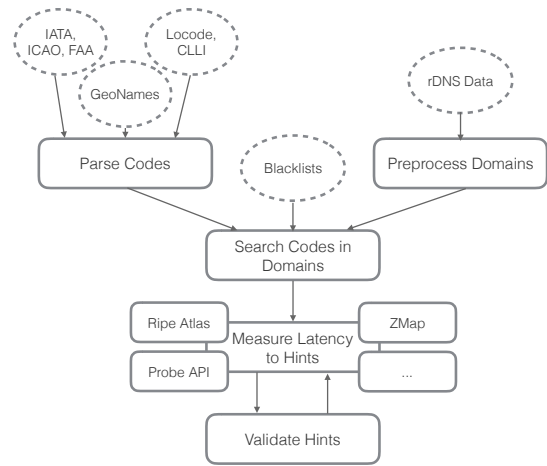 IATA,
ICAO, FAA
Locode,
CLLI
GeoNames
rDNS Data
Parse Codes
Blacklists
Preprocess Domains
Search Codes in
Domains
Ripe Atlas
ZMap
Measure Latency
to Hints
Probe API
...
Validate Hints